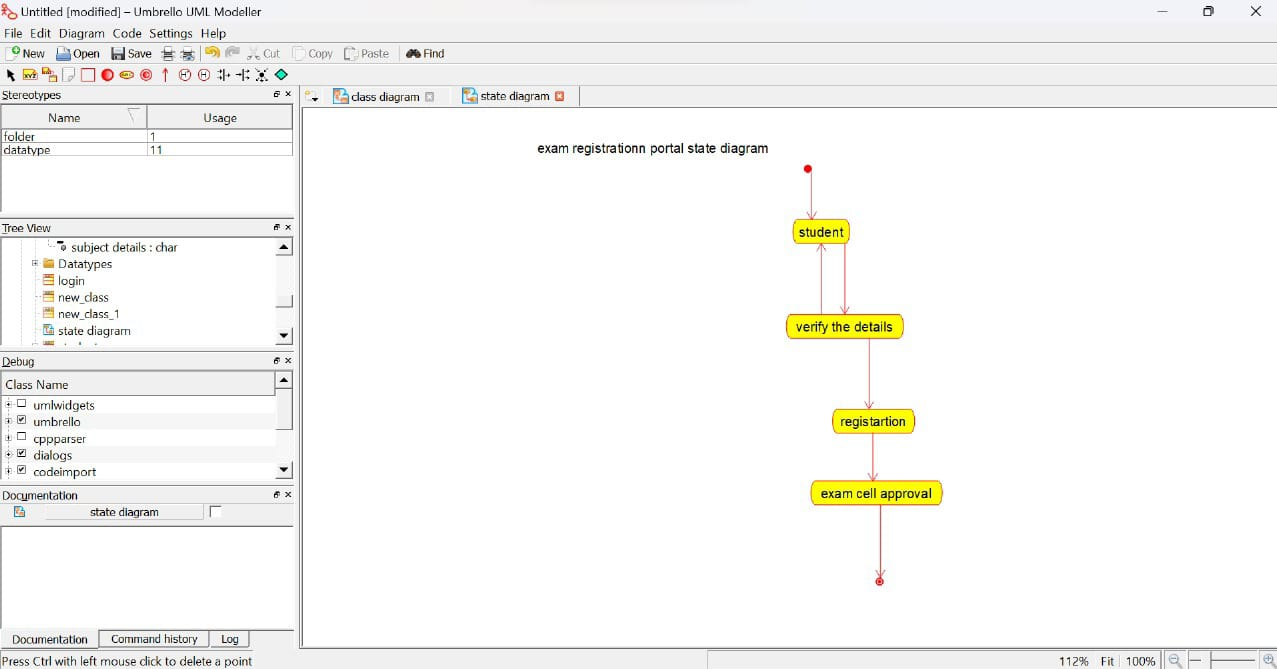 Untitled [modified] – Umbrello UML Modeller
File Edit Diagram Code Settings Help
New Open Save Cut Copy Paste Find
Stereotypes
class diagram state diagram
Name Usage
folder 1
datatype 11
exam registrationn portal state diagram
student
Tree View
subject details : char
Datatypes
login
new_class
new_class_1
state diagram
verify the details
Debug
Class Name
umlwidgets
umbrello
cppparser
dialogs
codeimport
registartion
exam cell approval
Documentation
state diagram
Documentation Command history Log
Press Ctrl with left mouse click to delete a point
112% Fit 100%